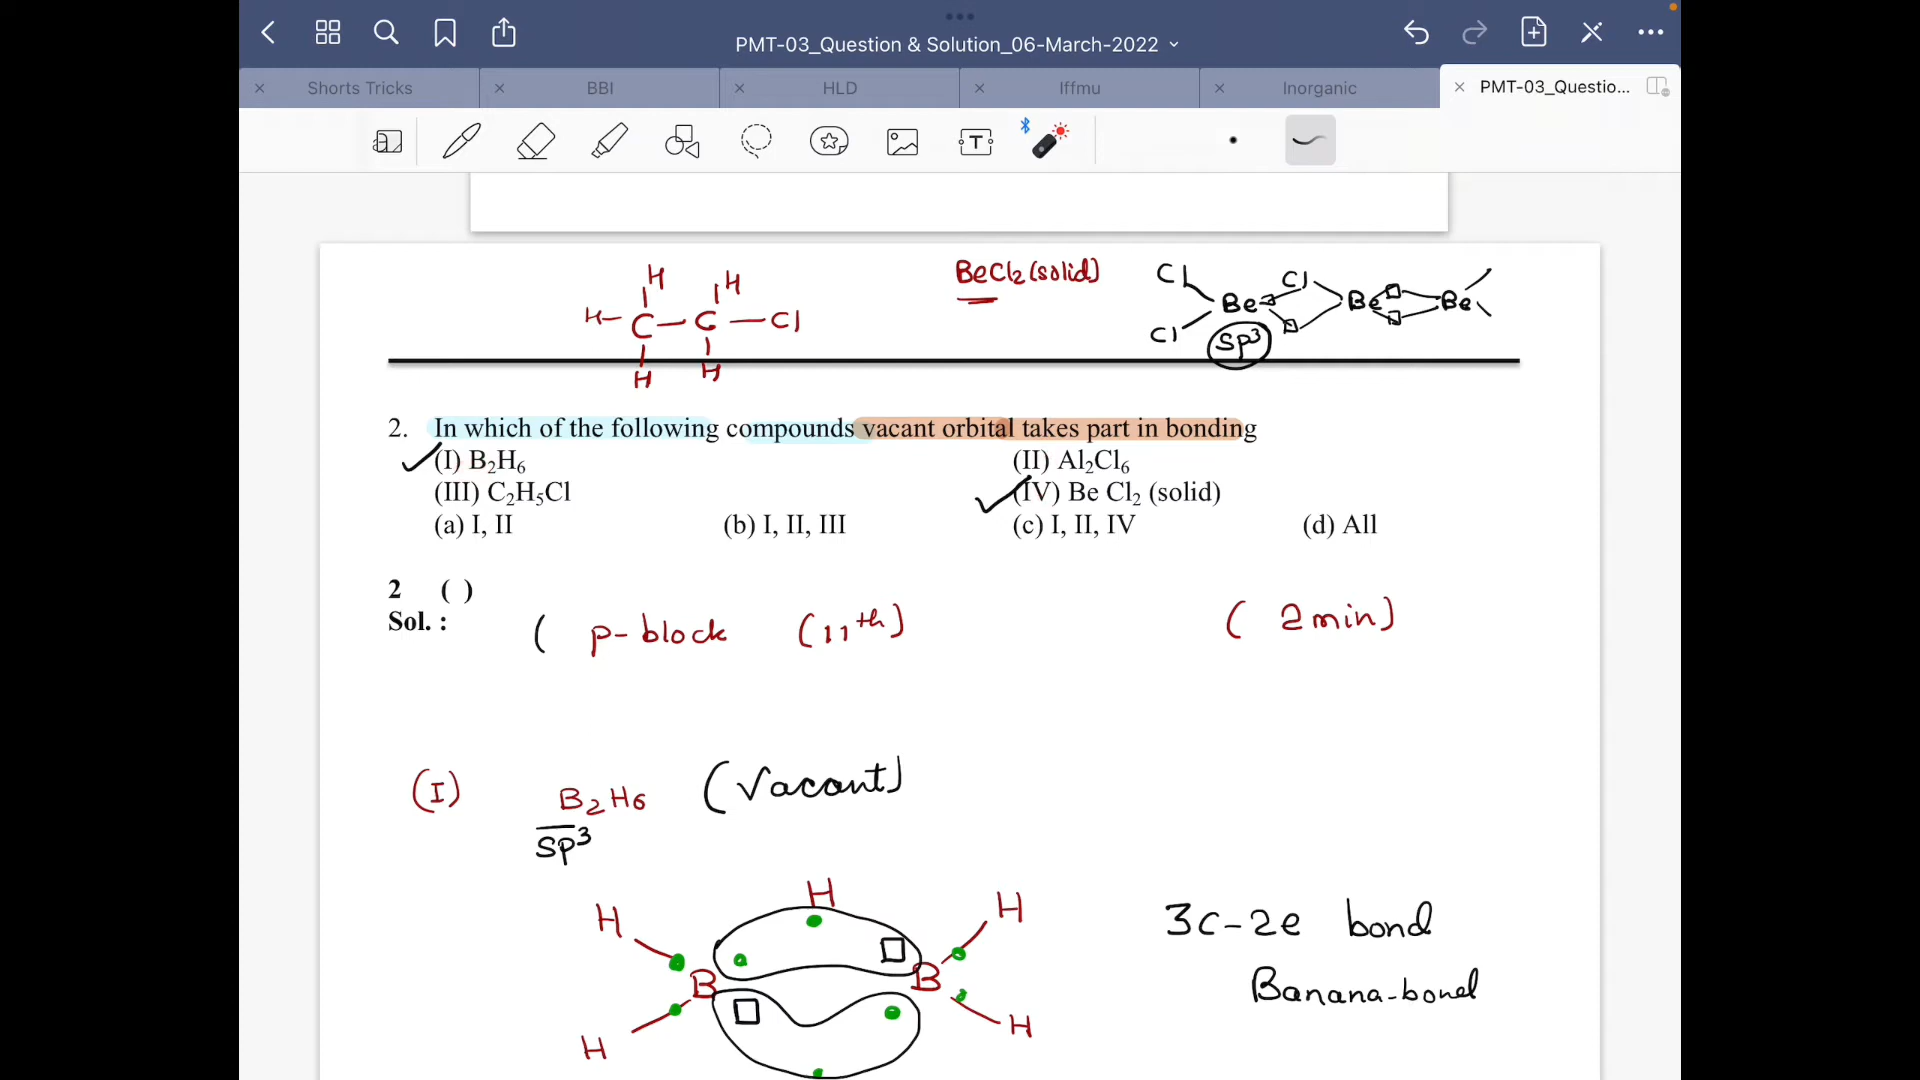 PMT-03_Question & Solution_06-March-2022
Shorts Tricks
BBI
HLD
Iffmu
Inorganic
PMT-03_Questio...
T
H H
H-C-C-Cl
H H
BeCl2 (solid)
Cl Cl
Be Be Be
Cl
Sp³
2. In which of the following compounds vacant orbital takes part in bonding
(I) B₂H₆ (II) Al₂Cl₆
(III) C₂H₅Cl (IV) Be Cl₂ (solid)
(a) I, II (b) I, II, III (c) I, II, IV (d) All
2 ( )
Sol. :
( p-block (11th) ( 2 min)
(I) B2H6 (Vacant)
Sp³
H H H
B B
H H
3c-2e bond
Banana-bond